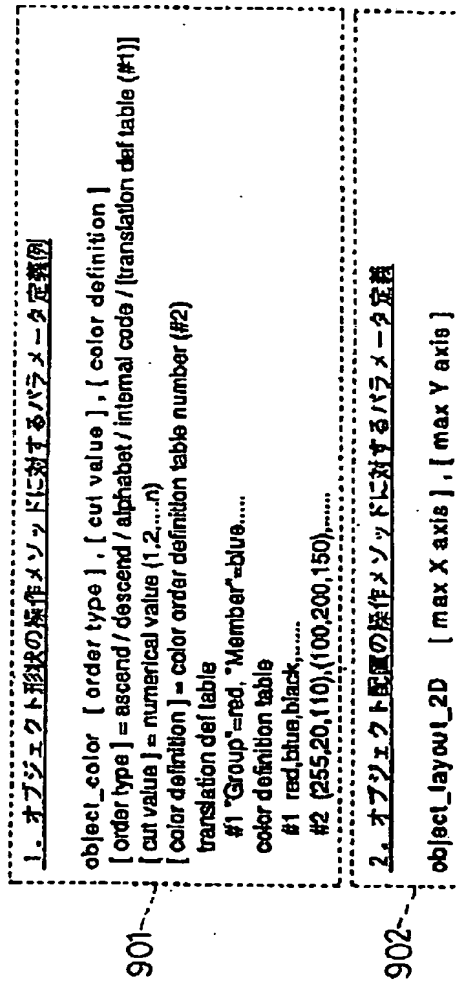 1. オブジェクト形状の操作メソッドに対するパラメータ定義例
object_color [ order type ] , [ cut value ] , [ color definition ]
[ order type ] = ascend / descend / alphabet / internal code / [translation def table (#1)]
[ cut value ] = numerical value (1,2,....n)
[ color definition ] = color order definition table number (#2)
translation def table
#1 "Group"=red, "Member"=blue.....
color definition table
#1 red,blue,black,......
#2 (255,20,110),(100,200,150),......
901
2. オブジェクト配置の操作メソッドに対するパラメータ定義
object_layout_2D [ max X axis ] , [ max Y axis ]
902